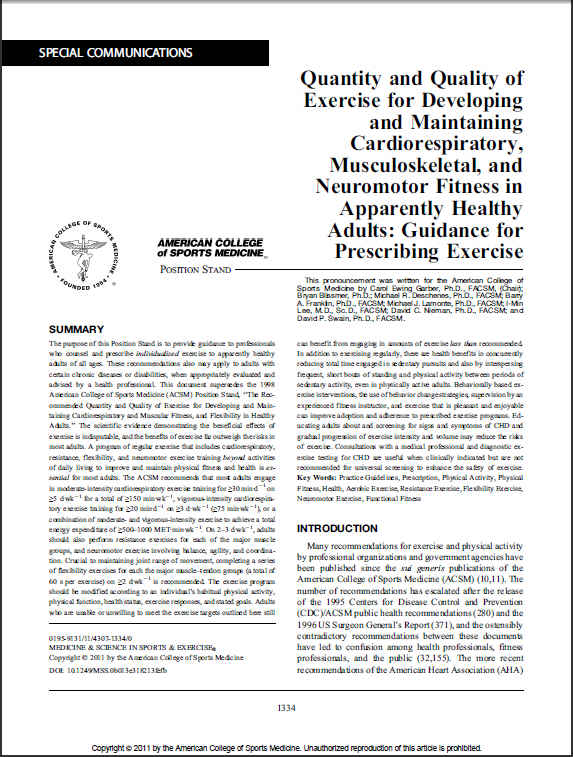 SPECIAL COMMUNICATIONS
Quantity and Quality of
Exercise for Developing
and Maintaining
Cardiorespiratory,
Musculoskeletal, and
Neuromotor Fitness in
Apparently Healthy
Adults: Guidance for
Prescribing Exercise
AMERICAN COLLEGE OF SPORTS MEDICINE
FOUNDED 1954
AMERICAN COLLEGE
of SPORTS MEDICINE®
POSITION STAND
This pronouncement was written for the American College of
Sports Medicine by Carol Ewing Garber, Ph.D., FACSM, (Chair);
Bryan Blissmer, Ph.D.; Michael R. Deschenes, Ph.D., FACSM; Barry
A. Franklin, Ph.D., FACSM; Michael J. Lamonte, Ph.D., FACSM; I-Min
Lee, M.D., Sc.D., FACSM; David C. Nieman, Ph.D., FACSM; and
David P. Swain, Ph.D., FACSM.
SUMMARY
The purpose of this Position Stand is to provide guidance to professionals
who counsel and prescribe individualized exercise to apparently healthy
adults of all ages. These recommendations also may apply to adults with
certain chronic diseases or disabilities, when appropriately evaluated and
advised by a health professional. This document supersedes the 1998
American College of Sports Medicine (ACSM) Position Stand, "The Rec-
ommended Quantity and Quality of Exercise for Developing and Main-
taining Cardiorespiratory and Muscular Fitness, and Flexibility in Healthy
Adults." The scientific evidence demonstrating the beneficial effects of
exercise is indisputable, and the benefits of exercise far outweigh the risks in
most adults. A program of regular exercise that includes cardiorespiratory,
resistance, flexibility, and neuromotor exercise training beyond activities
of daily living to improve and maintain physical fitness and health is es-
sential for most adults. The ACSM recommends that most adults engage
in moderate-intensity cardiorespiratory exercise training for ≥30 min·d⁻¹ on
≥5 d·wk⁻¹ for a total of ≥150 min·wk⁻¹, vigorous-intensity cardiorespira-
tory exercise training for ≥20 min·d⁻¹ on ≥3 d·wk⁻¹ (≥75 min·wk⁻¹), or a
combination of moderate- and vigorous-intensity exercise to achieve a total
energy expenditure of ≥500–1000 MET·min·wk⁻¹. On 2–3 d·wk⁻¹, adults
should also perform resistance exercises for each of the major muscle
groups, and neuromotor exercise involving balance, agility, and coordina-
tion. Crucial to maintaining joint range of movement, completing a series
of flexibility exercises for each the major muscle–tendon groups (a total of
60 s per exercise) on ≥2 d·wk⁻¹ is recommended. The exercise program
should be modified according to an individual's habitual physical activity,
physical function, health status, exercise responses, and stated goals. Adults
who are unable or unwilling to meet the exercise targets outlined here still
0195-9131/11/4307-1334/0
MEDICINE & SCIENCE IN SPORTS & EXERCISE®
Copyright © 2011 by the American College of Sports Medicine
DOI: 10.1249/MSS.0b013e318213fefb
can benefit from engaging in amounts of exercise less than recommended.
In addition to exercising regularly, there are health benefits in concurrently
reducing total time engaged in sedentary pursuits and also by interspersing
frequent, short bouts of standing and physical activity between periods of
sedentary activity, even in physically active adults. Behaviorally based ex-
ercise interventions, the use of behavior change strategies, supervision by an
experienced fitness instructor, and exercise that is pleasant and enjoyable
can improve adoption and adherence to prescribed exercise programs. Ed-
ucating adults about and screening for signs and symptoms of CHD and
gradual progression of exercise intensity and volume may reduce the risks
of exercise. Consultations with a medical professional and diagnostic ex-
ercise testing for CHD are useful when clinically indicated but are not
recommended for universal screening to enhance the safety of exercise.
Key Words: Practice Guidelines, Prescription, Physical Activity, Physical
Fitness, Health, Aerobic Exercise, Resistance Exercise, Flexibility Exercise,
Neuromotor Exercise, Functional Fitness
INTRODUCTION
Many recommendations for exercise and physical activity
by professional organizations and government agencies have
been published since the sui generis publications of the
American College of Sports Medicine (ACSM) (10,11). The
number of recommendations has escalated after the release
of the 1995 Centers for Disease Control and Prevention
(CDC)/ACSM public health recommendations (280) and the
1996 US Surgeon General's Report (371), and the ostensibly
contradictory recommendations between these documents
have led to confusion among health professionals, fitness
professionals, and the public (32,155). The more recent
recommendations of the American Heart Association (AHA)
1334
Copyright © 2011 by the American College of Sports Medicine. Unauthorized reproduction of this article is prohibited.